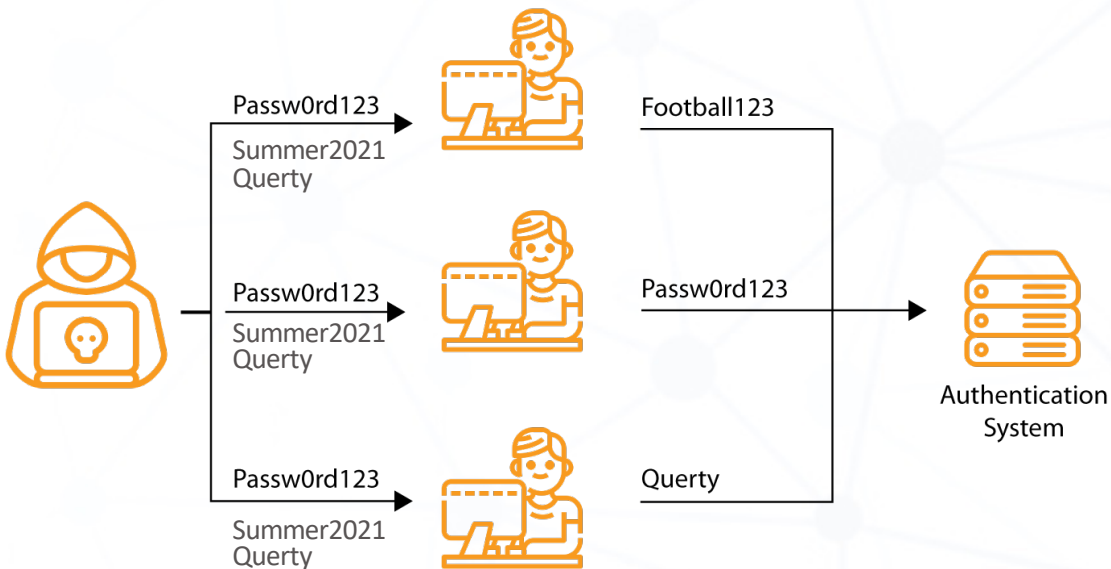 Passw0rd123
Summer2021
Querty
Football123
Passw0rd123
Summer2021
Querty
Passw0rd123
Authentication
System
Passw0rd123
Summer2021
Querty
Querty